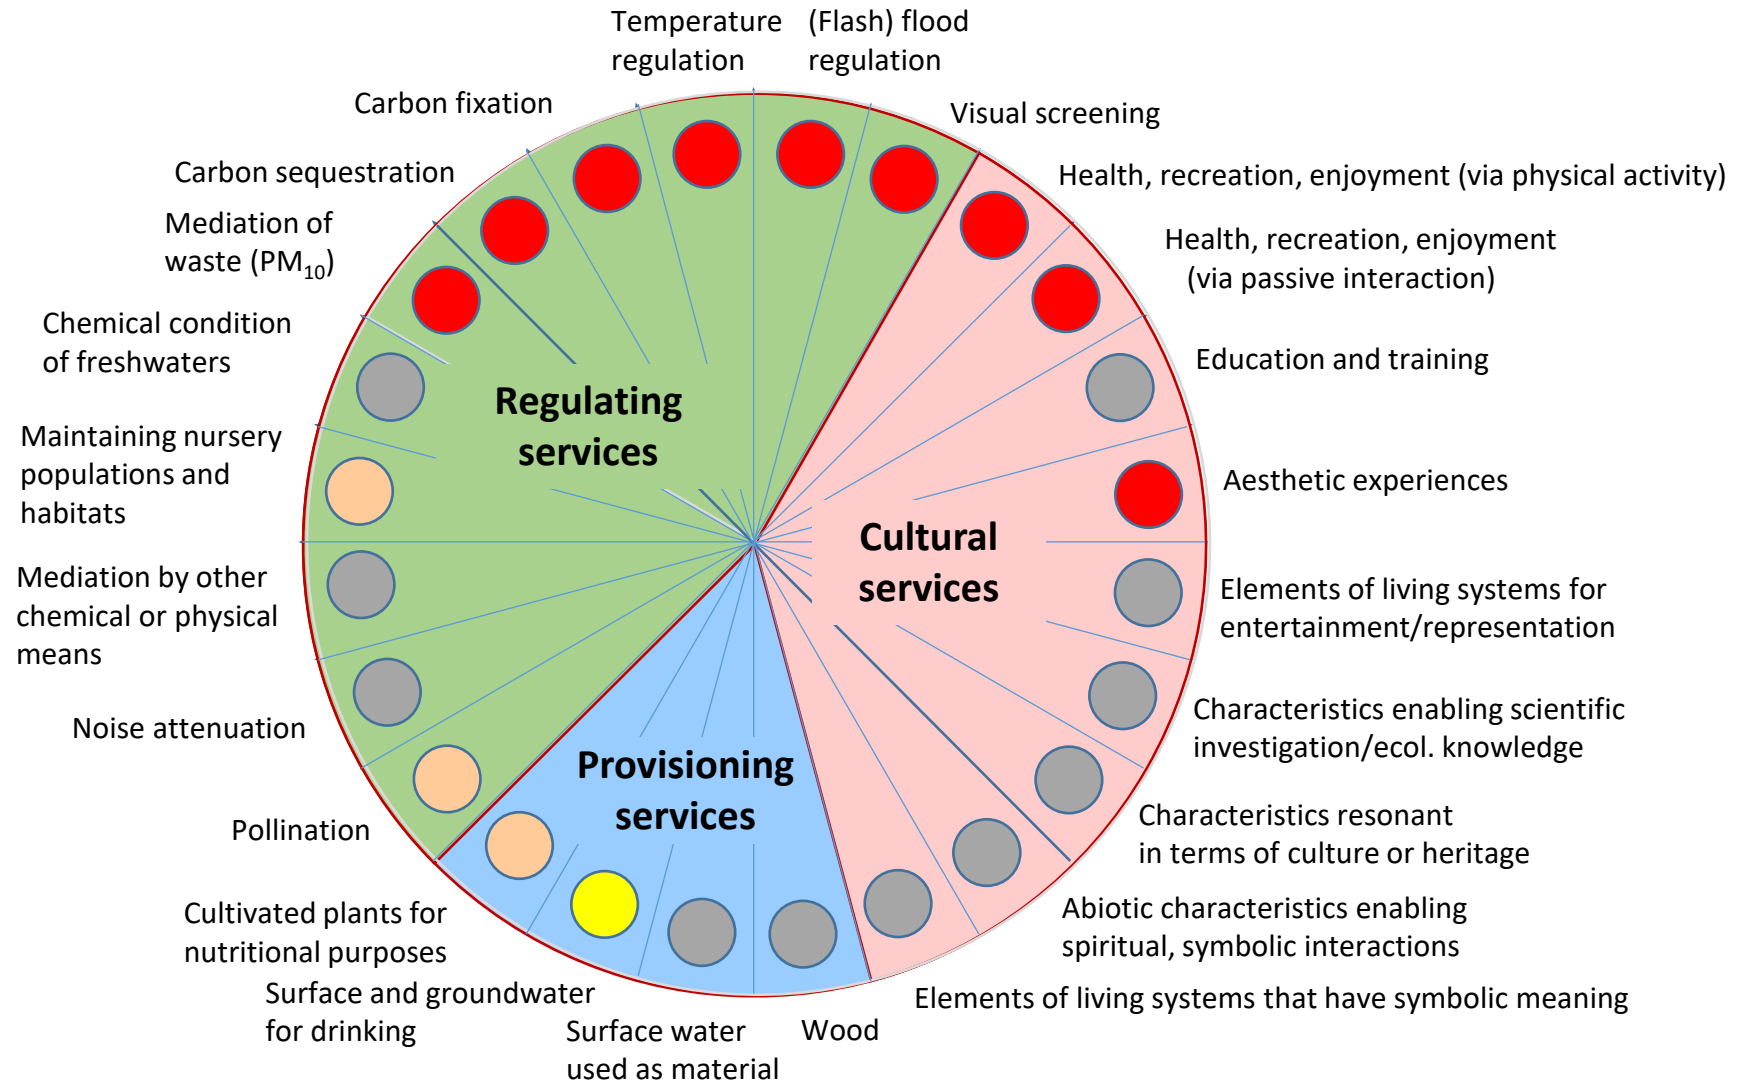 Temperature
regulation
(Flash) flood
regulation
Visual screening
Health, recreation, enjoyment (via physical activity)
Health, recreation, enjoyment
(via passive interaction)
Education and training
Aesthetic experiences
Elements of living systems for
entertainment/representation
Characteristics enabling scientific
investigation/ecol. knowledge
Characteristics resonant
in terms of culture or heritage
Abiotic characteristics enabling
spiritual, symbolic interactions
Elements of living systems that have symbolic meaning
Wood
Surface water
used as material
Surface and groundwater
for drinking
Cultivated plants for
nutritional purposes
Pollination
Noise attenuation
Mediation by other
chemical or physical
means
Maintaining nursery
populations and
habitats
Chemical condition
of freshwaters
Mediation of
waste (PM10)
Carbon sequestration
Carbon fixation
Regulating
services
Cultural
services
Provisioning
services